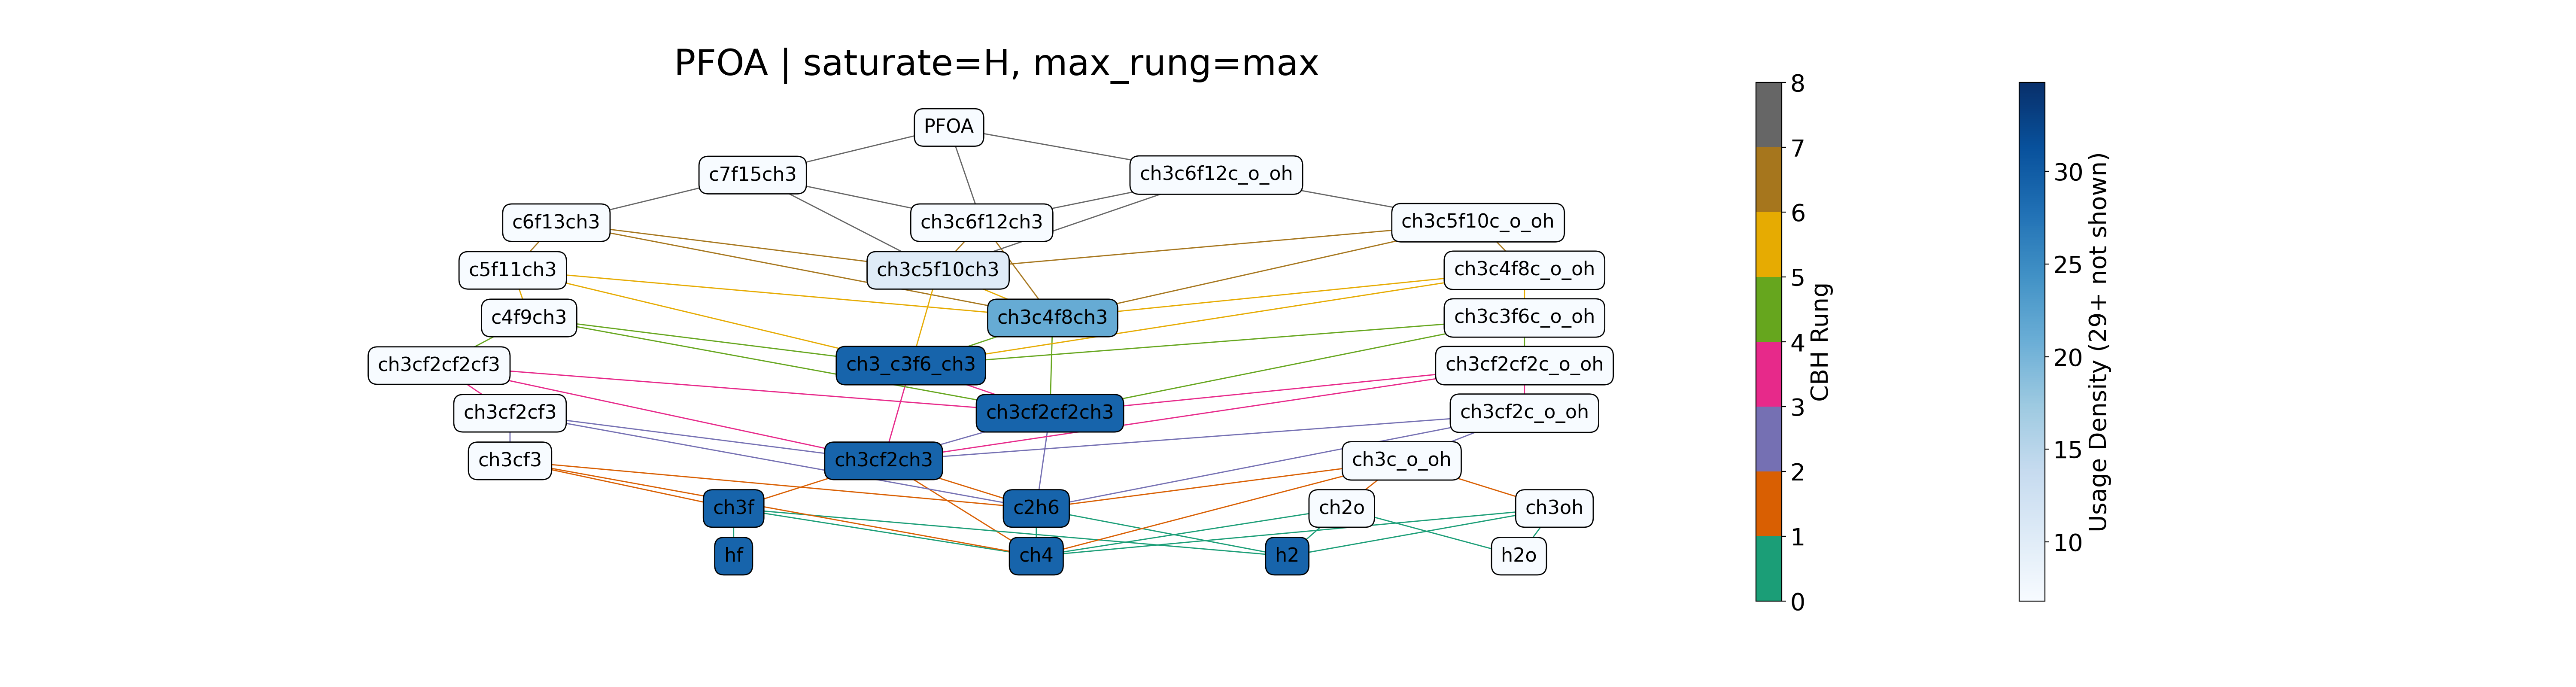 PFOA | saturate=H, max_rung=max
PFOA
c7f15ch3
ch3c6f12c_o_oh
c6f13ch3
ch3c6f12ch3
ch3c5f10c_o_oh
c5f11ch3
ch3c5f10ch3
ch3c4f8c_o_oh
c4f9ch3
ch3c4f8ch3
ch3c3f6c_o_oh
ch3cf2cf2cf3
ch3_c3f6_ch3
ch3cf2cf2c_o_oh
ch3cf2cf3
ch3cf2cf2ch3
ch3cf2c_o_oh
ch3cf3
ch3cf2ch3
ch3c_o_oh
ch3f
c2h6
ch2o
ch3oh
hf
ch4
h2
h2o
8
7
6
5
4
3
2
1
0
CBH Rung
30
25
20
15
10
Usage Density (29+ not shown)